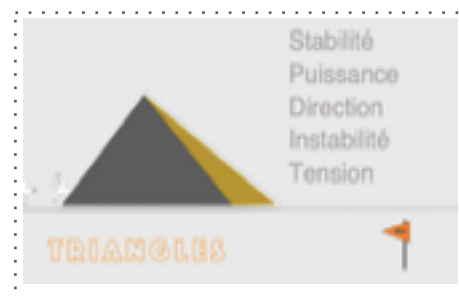 Stabilité
Puissance
Direction
Instabilité
Tension
TRIANGLES